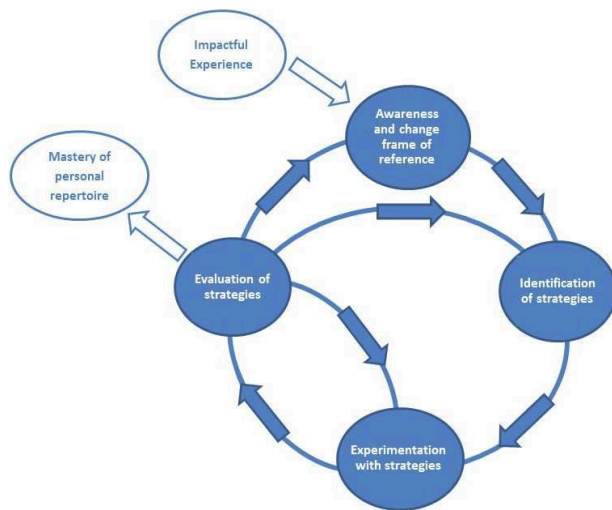 Impactful
Experience
Awareness
and change
frame of
reference
Mastery of
personal
repertoire
Evaluation of
strategies
Identification
of strategies
Experimentation
with strategies